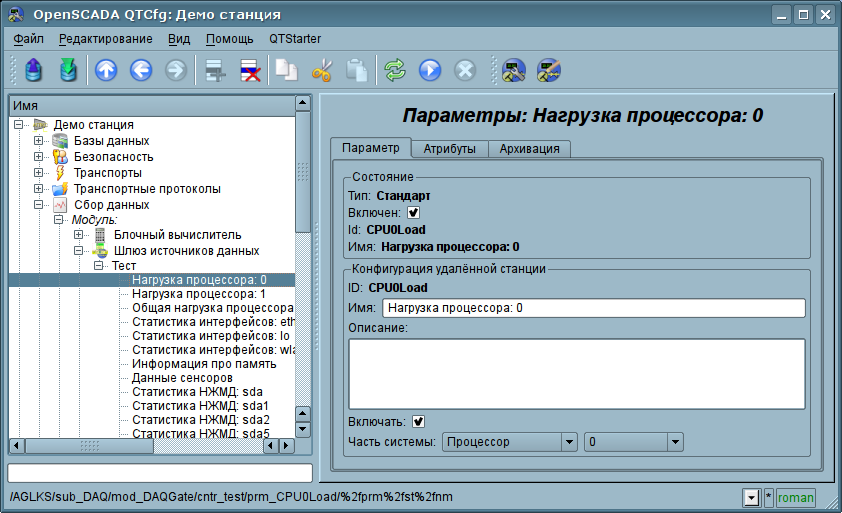 OpenSCADA QTCfg: Демо станция
Файл Редактирование Вид Помощь QTStarter
Имя
Демо станция
Базы данных
Безопасность
Транспорты
Транспортные протоколы
Сбор данных
Модуль:
Блочный вычислитель
Шлюз источников данных
Тест
Нагрузка процессора: 0
Нагрузка процессора: 1
Общая нагрузка процессора
Статистика интерфейсов: eth
Статистика интерфейсов: lo
Статистика интерфейсов: wla
Информация про память
Данные сенсоров
Статистика НЖМД: sda
Статистика НЖМД: sda1
Статистика НЖМД: sda2
Статистика НЖМД: sda5
Параметры: Нагрузка процессора: 0
Параметр Атрибуты Архивация
Состояние
Тип: Стандарт
Включен:
Id: CPU0Load
Имя: Нагрузка процессора: 0
Конфигурация удалённой станции
ID: CPU0Load
Имя: Нагрузка процессора: 0
Описание:
Включать:
Часть системы: Процессор 0
/AGLKS/sub_DAQ/mod_DAQGate/cntr_test/prm_CPU0Load/%2fprm%2fst%2fnm
* roman